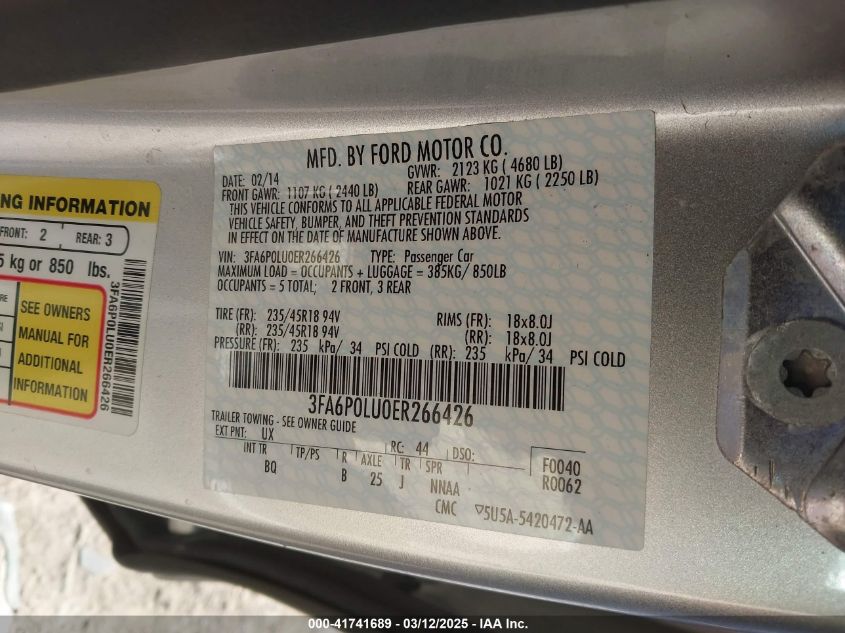 NG INFORMATION
FRONT: 2 REAR: 3
5 kg or 850 lbs.
SEE OWNERS
MANUAL FOR
ADDITIONAL
INFORMATION
3FA6P0LU0ER266426
MFD. BY FORD MOTOR CO.
DATE: 02/14 GVWR: 2123 KG ( 4680 LB)
FRONT GAWR: 1107 KG ( 2440 LB) REAR GAWR: 1021 KG ( 2250 LB)
THIS VEHICLE CONFORMS TO ALL APPLICABLE FEDERAL MOTOR
VEHICLE SAFETY, BUMPER, AND THEFT PREVENTION STANDARDS
IN EFFECT ON THE DATE OF MANUFACTURE SHOWN ABOVE.
VIN: 3FA6P0LU0ER266426 TYPE: Passenger Car
MAXIMUM LOAD = OCCUPANTS + LUGGAGE = 385KG/ 850LB
OCCUPANTS = 5 TOTAL; 2 FRONT, 3 REAR
TIRE (FR): 235/45R18 94V RIMS (FR): 18x8.0J
(RR): 235/45R18 94V (RR): 18x8.0J
PRESSURE (FR): 235 kPa/ 34 PSI COLD (RR): 235 kPa/ 34 PSI COLD
3FA6P0LU0ER266426
TRAILER TOWING - SEE OWNER GUIDE
EXT PNT: UX RC: 44 DSO:
INT TR TP/PS R AXLE TR SPR F0040
BQ B 25 J NNAA R0062
CMC ▽5U5A-5420472-AA
000-41741689 - 03/12/2025 - IAA Inc.